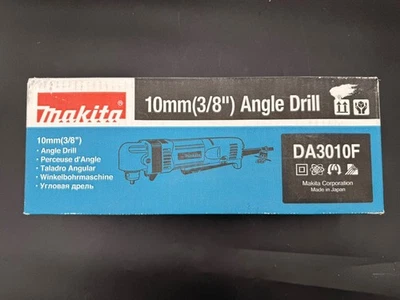 makita
10mm(3/8") Angle Drill
10mm(3/8")
• Angle Drill
• Perceuse d'Angle
• Taladro Angular
• Winkelbohrmaschine
• Угловая дрель
DA3010F
Makita Corporation
Made in Japan